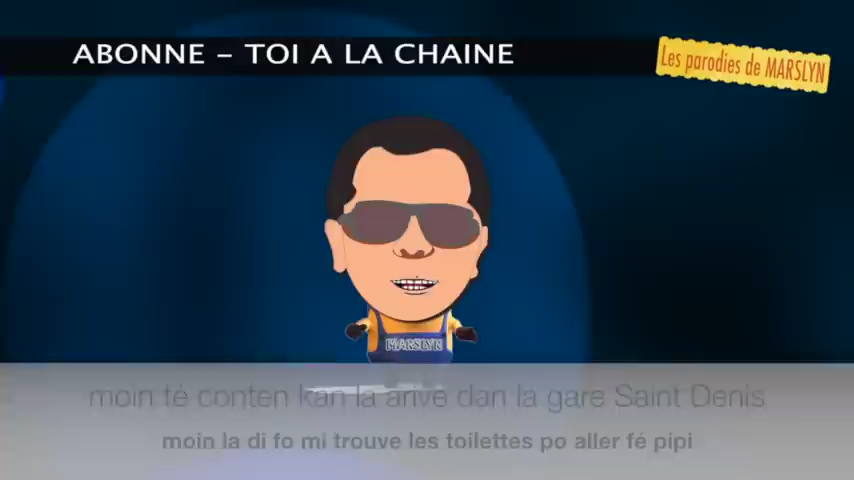 ABONNE – TOI A LA CHAINE
Les parodies de MARSLYN
MARSLYN
moin té conten kan la arivé dan la gare Saint Denis
moin la di fo mi trouve les toilettes po aller fé pipi